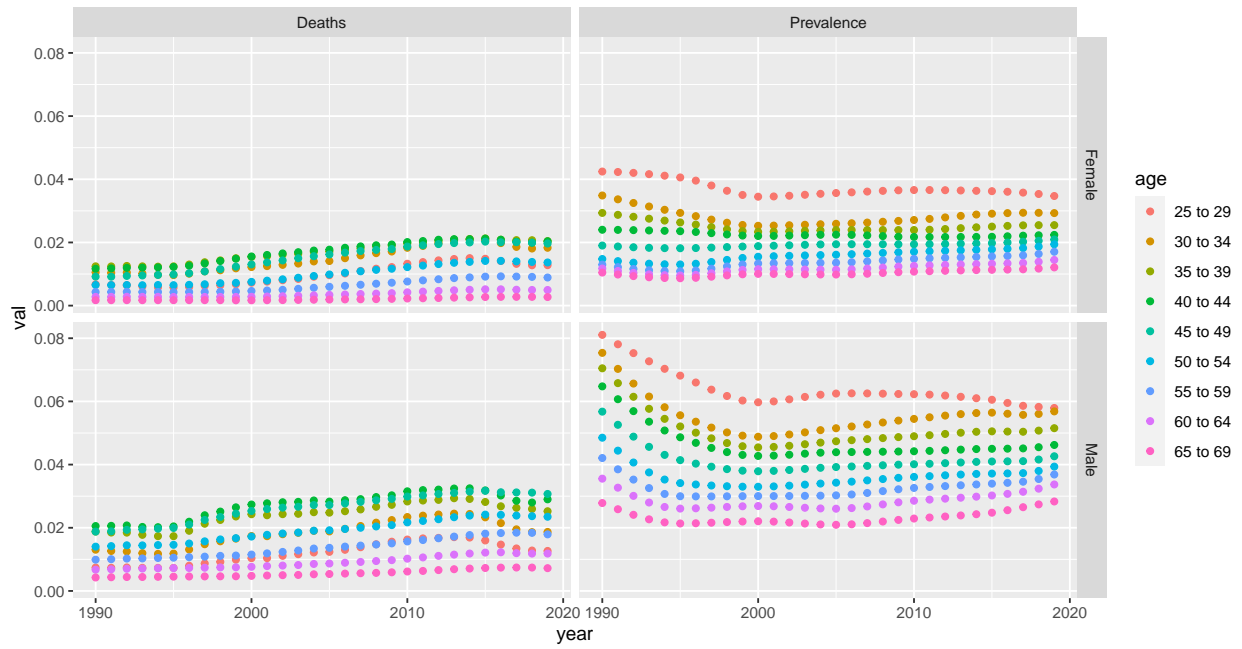 Deaths
Prevalence
0.08
0.06
0.04
0.02
0.00
Female
0.08
0.06
0.04
0.02
0.00
Male
val
1990
2000
2010
2020
1990
2000
2010
2020
year
age
25 to 29
30 to 34
35 to 39
40 to 44
45 to 49
50 to 54
55 to 59
60 to 64
65 to 69